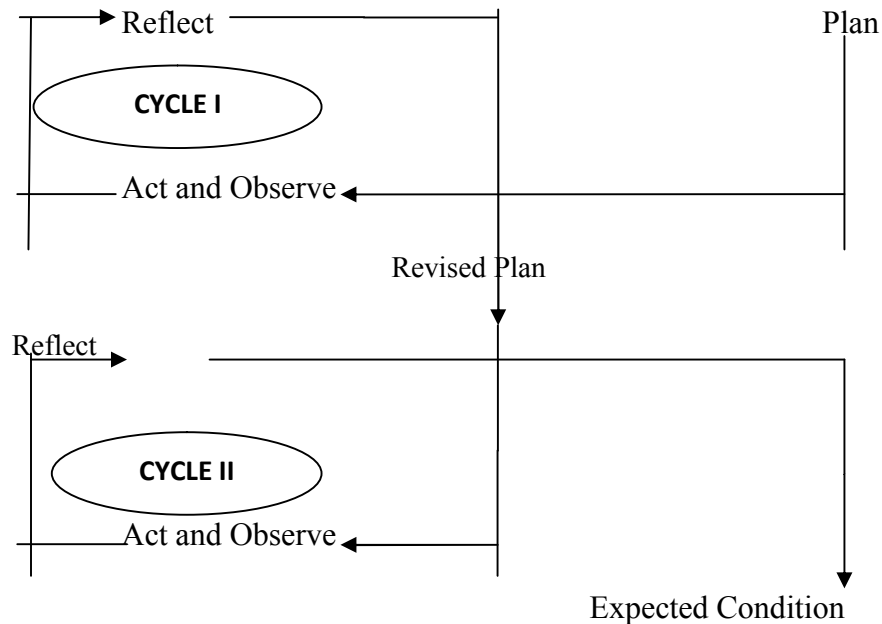 Reflect
Plan
CYCLE I
Act and Observe
Revised Plan
Reflect
CYCLE II
Act and Observe
Expected Condition